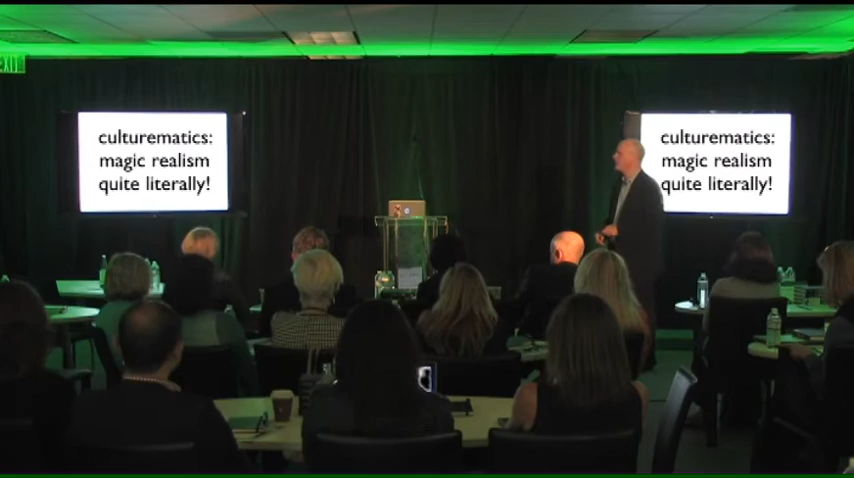 EXIT
culturematics:
magic realism
quite literally!
culturematics:
magic realism
quite literally!